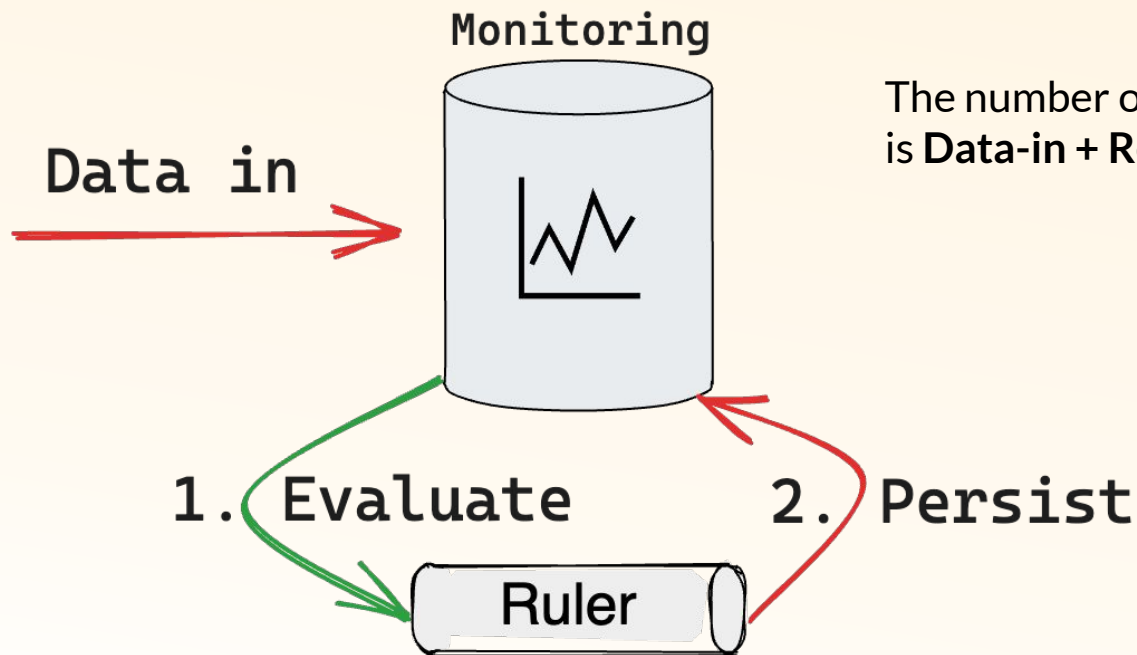 Monitoring
The number o
is Data-in + R
Data in
1. Evaluate
2. Persist
Ruler